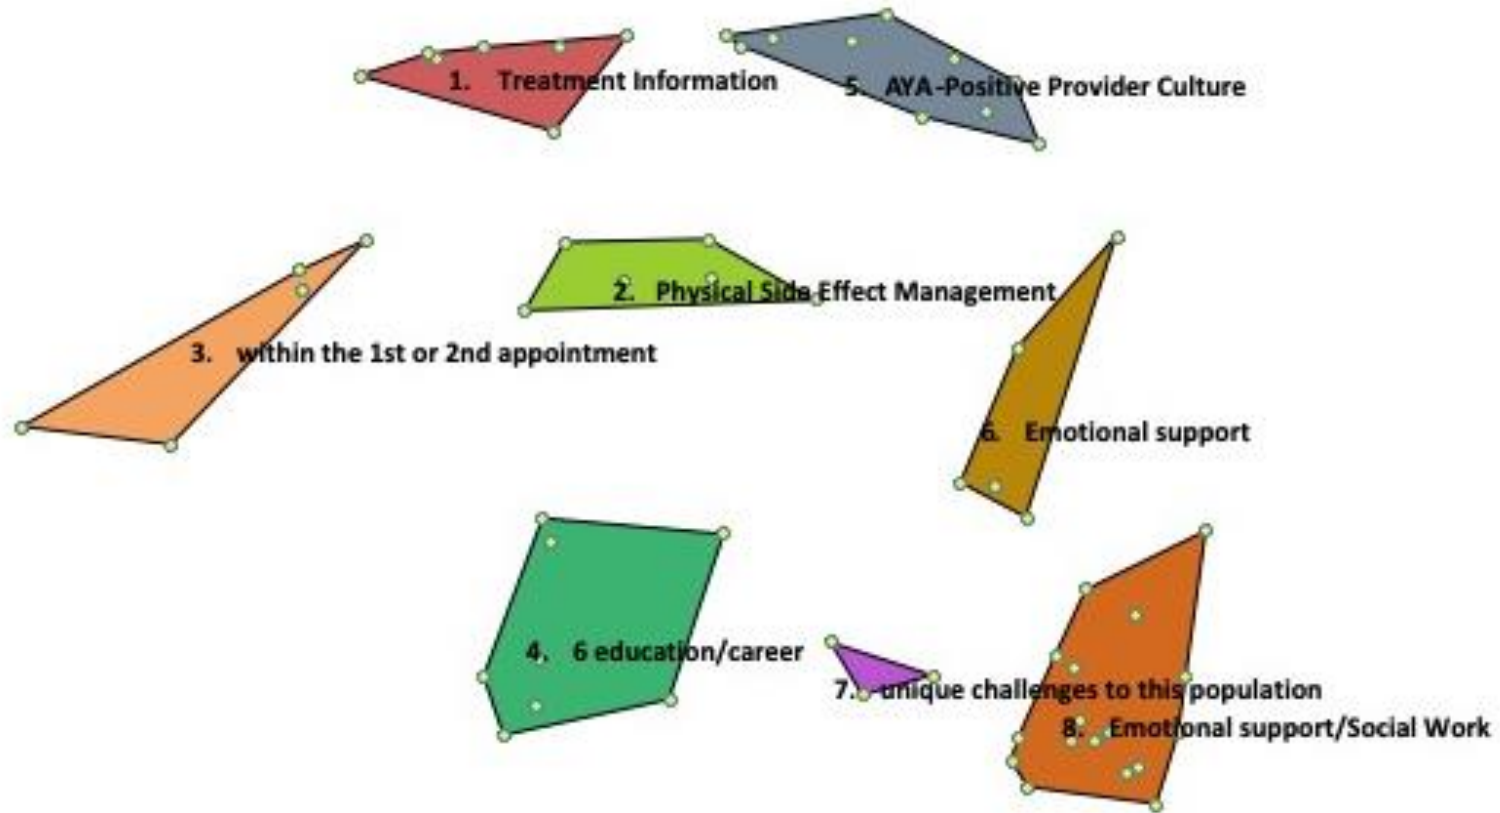 1. Treatment Information
5. AYA-Positive Provider Culture
2. Physical Side Effect Management
3. within the 1st or 2nd appointment
6. Emotional support
4. 6 education/career
7. unique challenges to this population
8. Emotional support/Social Work